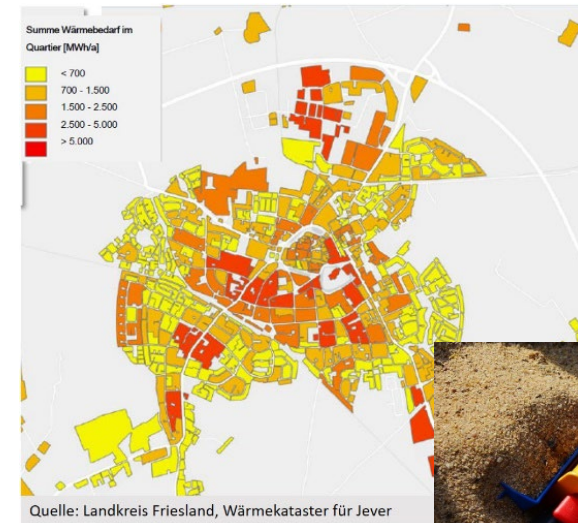 Summe Wärmebedarf im
Quartier [MWh/a]
< 700
700 - 1.500
1.500 - 2.500
2.500 - 5.000
> 5.000
Quelle: Landkreis Friesland, Wärmekataster für Jever